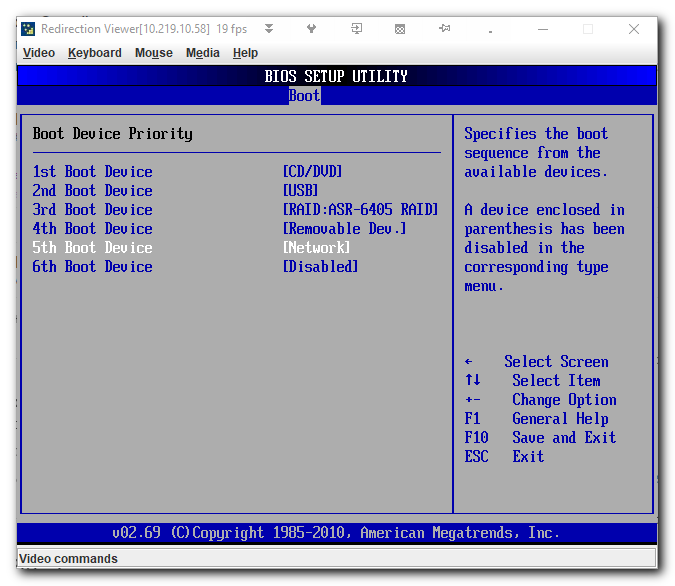 Redirection Viewer[10.219.10.58] 19 fps
Video Keyboard Mouse Media Help
BIOS SETUP UTILITY
Boot
Boot Device Priority
1st Boot Device [CD/DVD]
2nd Boot Device [USB]
3rd Boot Device [RAID:ASR-6405 RAID]
4th Boot Device [Removable Dev.]
5th Boot Device [Network]
6th Boot Device [Disabled]
Specifies the boot
sequence from the
available devices.
A device enclosed in
parenthesis has been
disabled in the
corresponding type
menu.
← Select Screen
↑↓ Select Item
+- Change Option
F1 General Help
F10 Save and Exit
ESC Exit
v02.69 (C)Copyright 1985-2010, American Megatrends, Inc.
Video commands